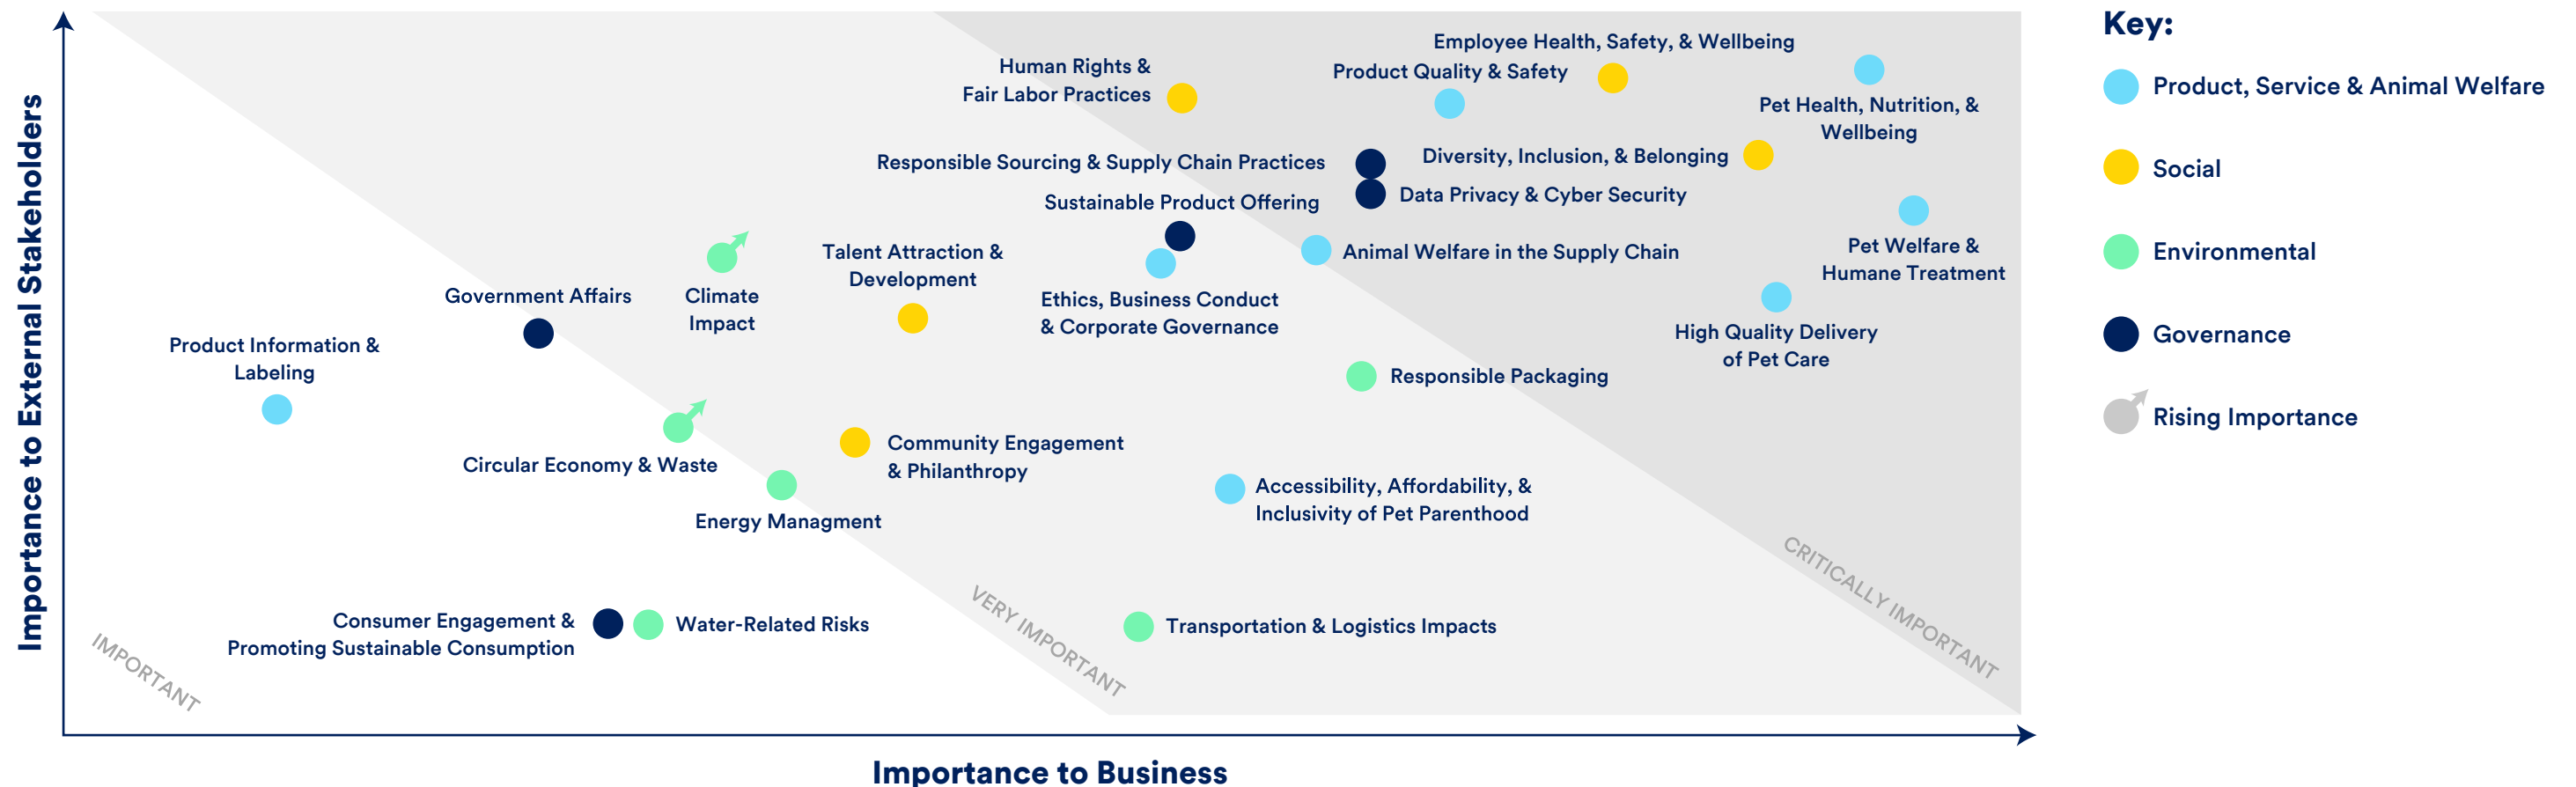 Importance to External Stakeholders
Employee Health, Safety, & Wellbeing
Human Rights &
Fair Labor Practices
Product Quality & Safety
Pet Health, Nutrition, &
Wellbeing
Responsible Sourcing & Supply Chain Practices
Diversity, Inclusion, & Belonging
Data Privacy & Cyber Security
Sustainable Product Offering
Talent Attraction &
Development
Animal Welfare in the Supply Chain
Pet Welfare &
Humane Treatment
Government Affairs
Climate
Impact
Ethics, Business Conduct
& Corporate Governance
High Quality Delivery
of Pet Care
Product Information &
Labeling
Responsible Packaging
Circular Economy & Waste
Community Engagement
& Philanthropy
Energy Managment
Accessibility, Affordability, &
Inclusivity of Pet Parenthood
Consumer Engagement &
Promoting Sustainable Consumption
Water-Related Risks
Transportation & Logistics Impacts
IMPORTANT
VERY IMPORTANT
CRITICALLY IMPORTANT
Importance to Business
Key:
Product, Service & Animal Welfare
Social
Environmental
Governance
Rising Importance